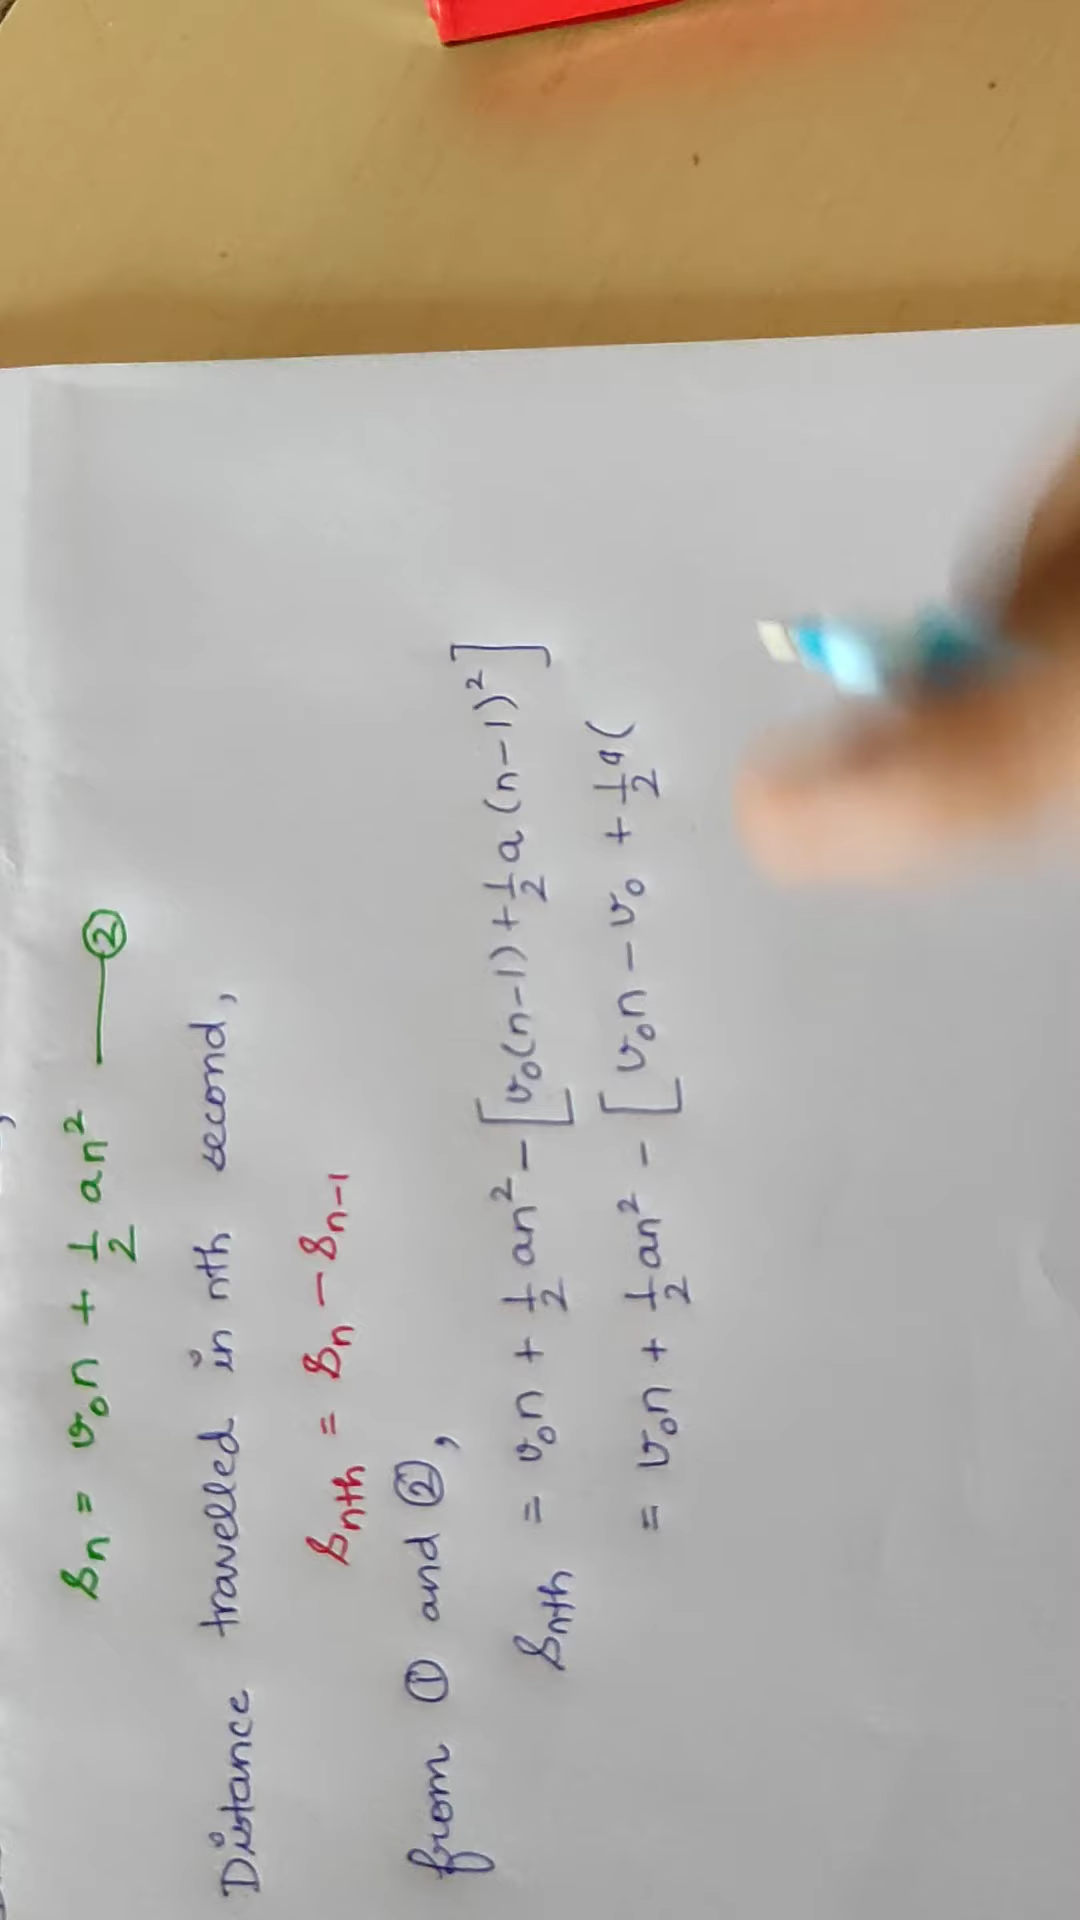 sn = v₀n + 1/2 an² —②
Distance travelled in nth second,
snth = sn - sn-1
from ① and ②,
snth = v₀n + 1/2 an² - [v₀(n-1) + 1/2 a (n-1)²]
= v₀n + 1/2 an² - [v₀n - v₀ + 1/2 a(